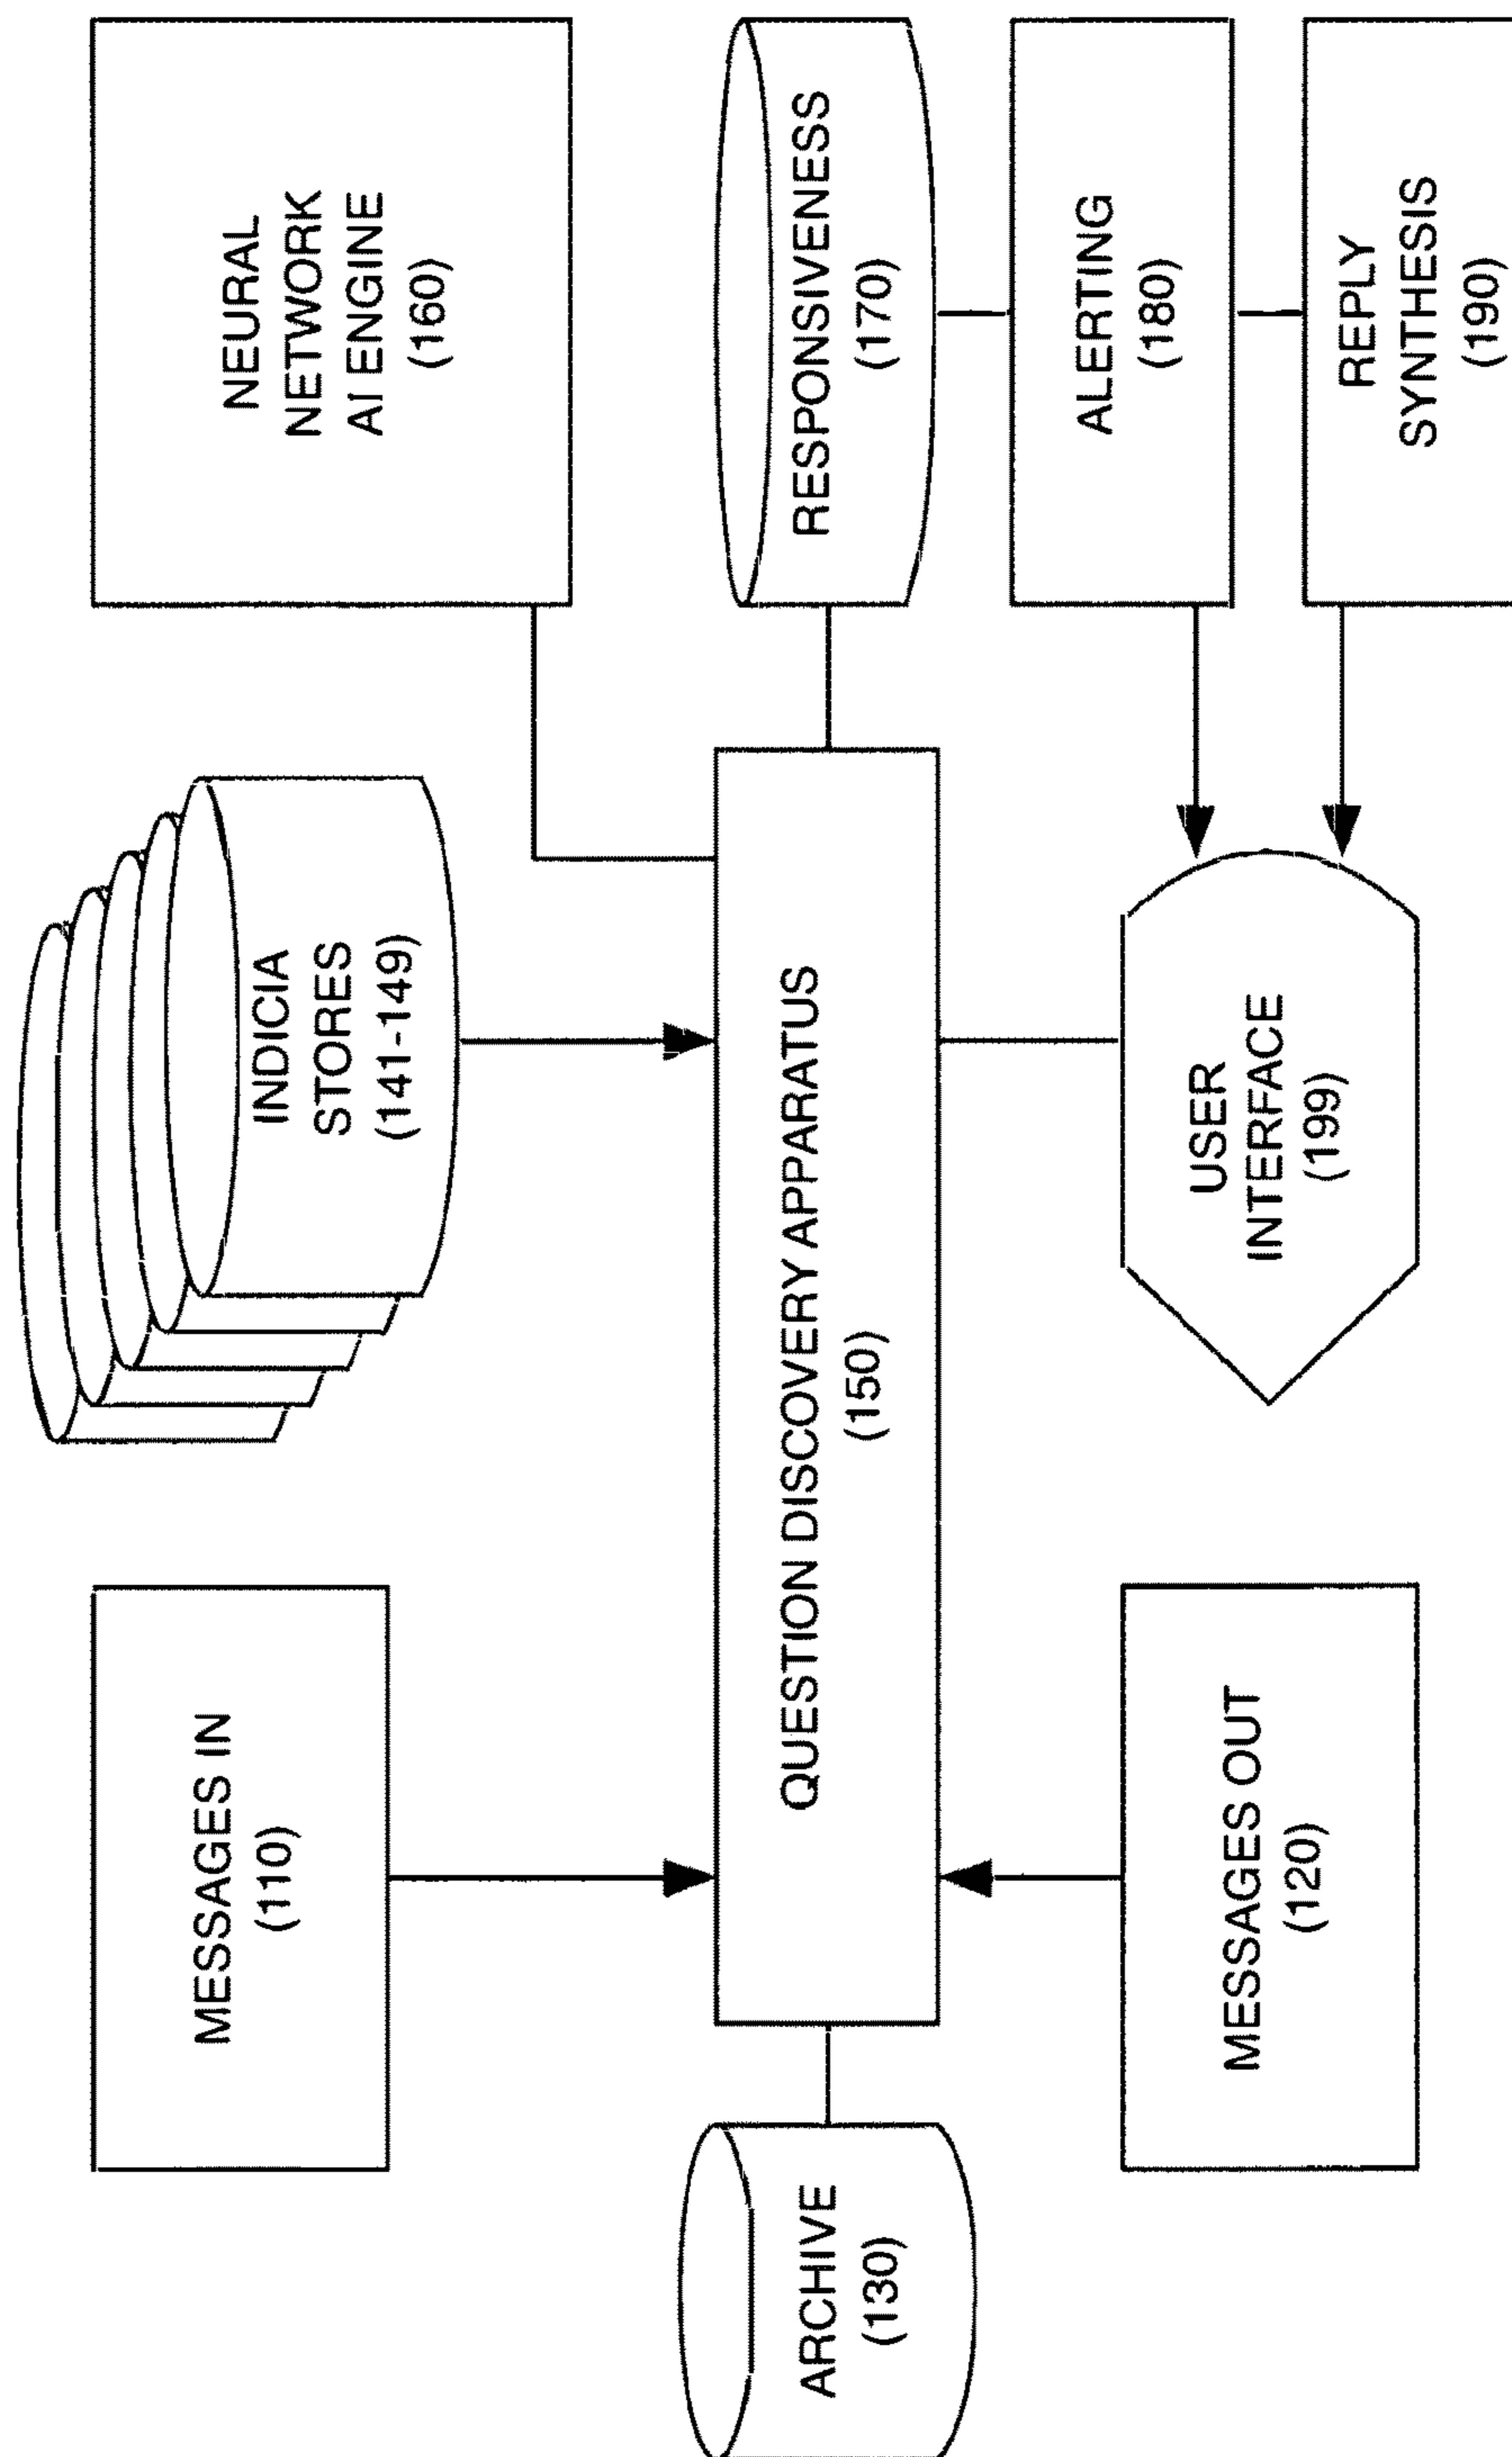 MESSAGES IN
(110)
INDICIA
STORES
(141-149)
NEURAL
NETWORK
AI ENGINE
(160)
ARCHIVE
(130)
QUESTION DISCOVERY APPARATUS
(150)
RESPONSIVENESS
(170)
MESSAGES OUT
(120)
USER
INTERFACE
(199)
ALERTING
(180)
REPLY
SYNTHESIS
(190)